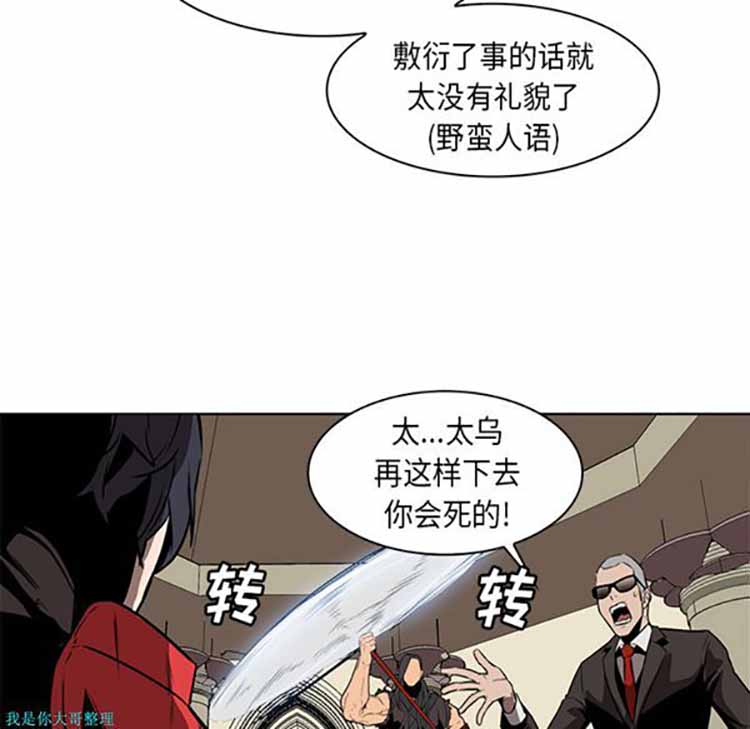 敷衍了事的话就
太没有礼貌了
(野蛮人语)
太...太乌
再这样下去
你会死的!
转
转
我是你大哥整理